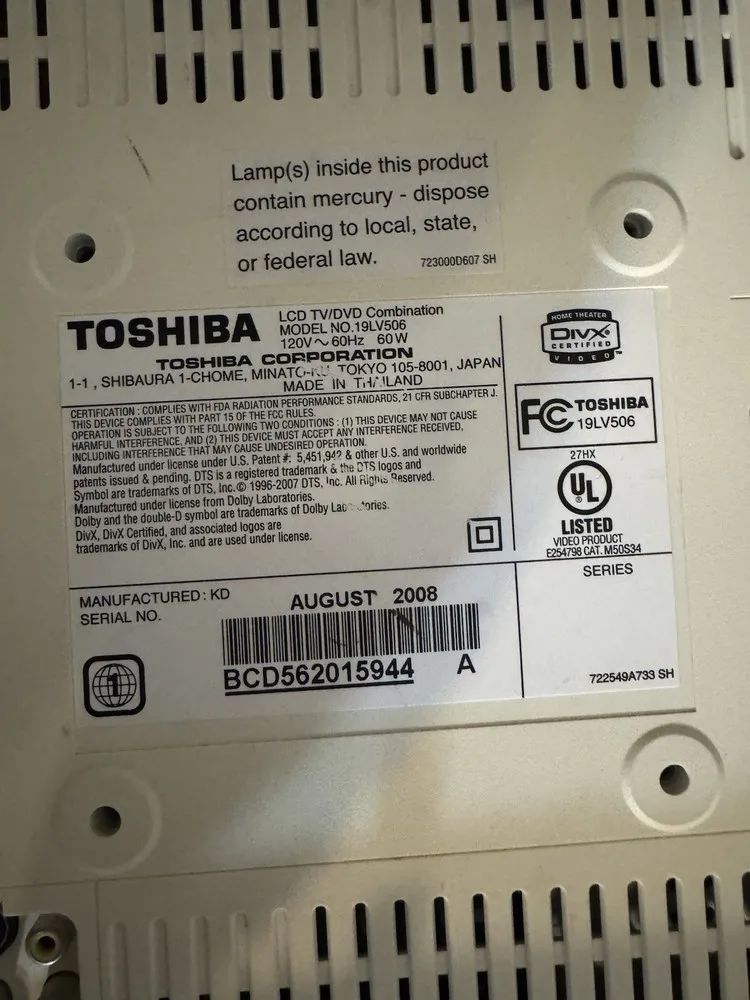 Lamp(s) inside this product
contain mercury - dispose
according to local, state,
or federal law.
723000D607 SH
TOSHIBA
LCD TV/DVD Combination
MODEL NO.19LV506
120V～60Hz 60W
TOSHIBA CORPORATION
1-1 , SHIBAURA 1-CHOME, MINATO-KU TOKYO 105-8001, JAPAN
MADE IN THAILAND
CERTIFICATION : COMPLIES WITH FDA RADIATION PERFORMANCE STANDARDS, 21 CFR SUBCHAPTER J.
THIS DEVICE COMPLIES WITH PART 15 OF THE FCC RULES.
OPERATION IS SUBJECT TO THE FOLLOWING TWO CONDITIONS : (1) THIS DEVICE MAY NOT CAUSE
HARMFUL INTERFERENCE, AND (2) THIS DEVICE MUST ACCEPT ANY INTERFERENCE RECEIVED,
INCLUDING INTERFERENCE THAT MAY CAUSE UNDESIRED OPERATION.
Manufactured under license under U.S. Patent #: 5,451,942 & other U.S. and worldwide
patents issued & pending. DTS is a registered trademark & the DTS logos and
Symbol are trademarks of DTS, Inc. © 1996-2007 DTS, Inc. All Rights Reserved.
Manufactured under license from Dolby Laboratories.
Dolby and the double-D symbol are trademarks of Dolby Laboratories.
DivX, DivX Certified, and associated logos are
trademarks of DivX, Inc. and are used under license.
HOME THEATER
DIVX
CERTIFIED
VIDEO™
FC TOSHIBA
19LV506
27HX
UL ®
LISTED
VIDEO PRODUCT
E254798 CAT. M50S34
MANUFACTURED : KD
AUGUST 2008
SERIAL NO.
BCD562015944 A
1
SERIES
722549A733 SH